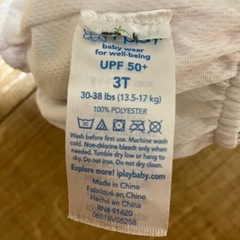 baby wear
for well-being
UPF 50+
3T
30-38 lbs (13.5-17 kg)
100% POLYESTER
Wash before first use. Machine wash
cold. Non-chlorine bleach only when
needed. Tumble dry low or hang to
dry. Do not iron. Do not dry clean.
Explore more! iplaybaby.com
Made in China
Fabriqué en Chine
Hecho en China
RN# 91420